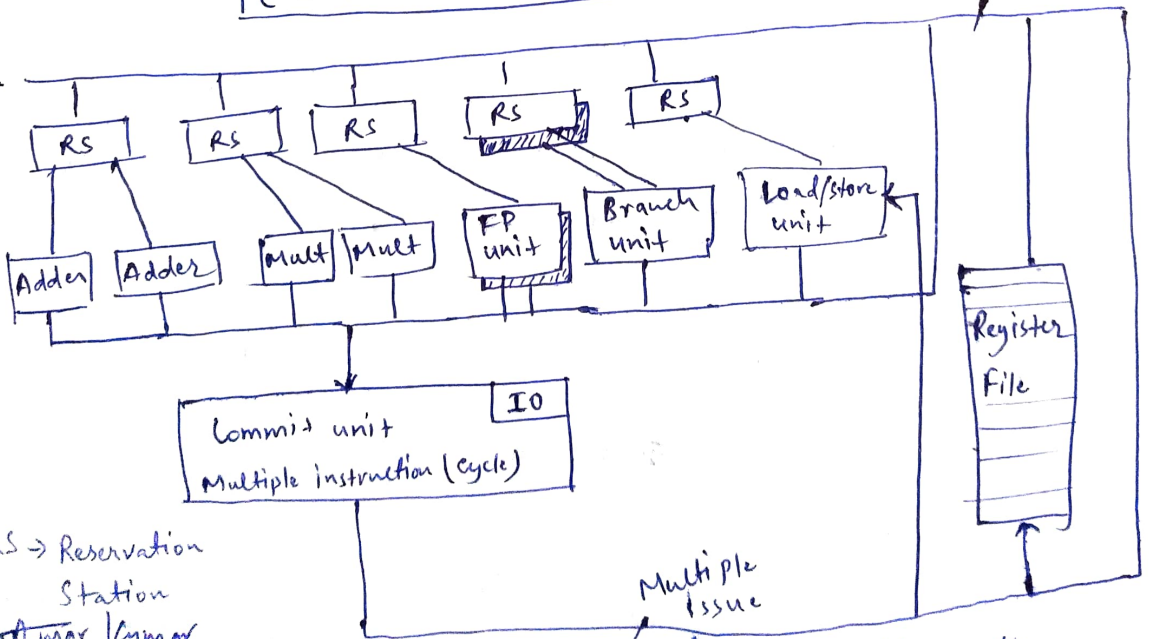 RS
RS
RS
RS
RS
Adder
Adder
Mult
Mult
FP
unit
Branch
unit
Load/store
unit
Register
File
IO
Commit unit
Multiple instruction (cycle)
Reservation
Station
Multiple
issue